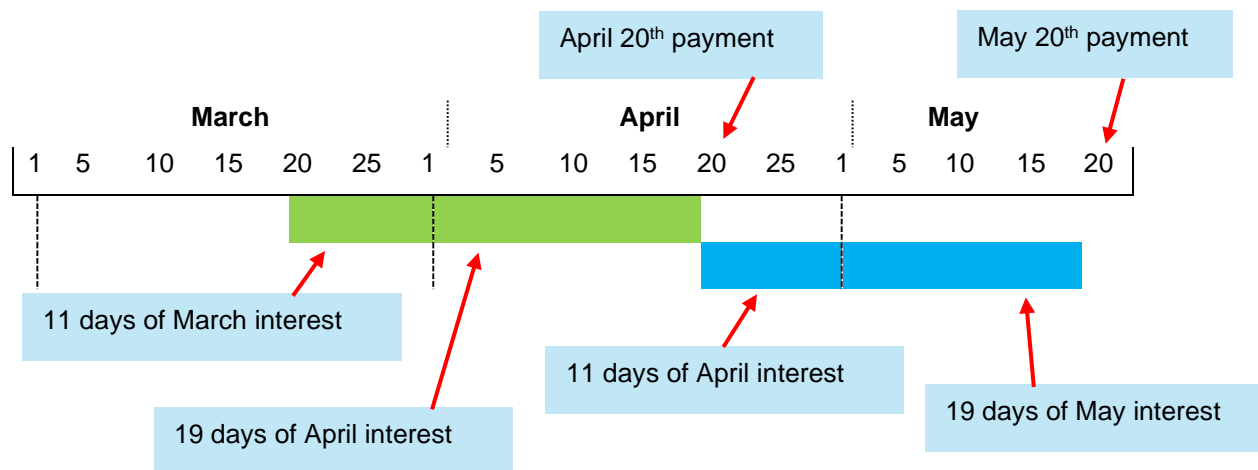 April 20th payment
May 20th payment
March April May
1 5 10 15 20 25 1 5 10 15 20 25 1 5 10 15 20
11 days of March interest
11 days of April interest
19 days of May interest
19 days of April interest